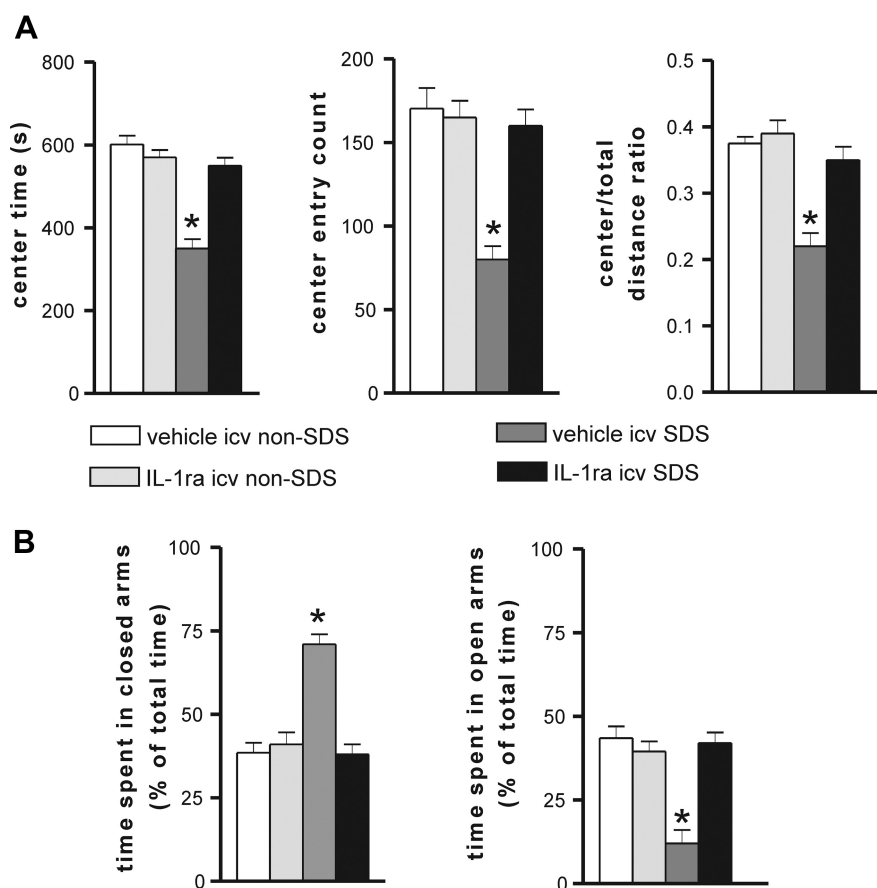 A
center time (s)
800
600
400
200
0
*
center entry count
200
150
100
50
0
*
center/total
distance ratio
0.5
0.4
0.3
0.2
0.1
0.0
*
vehicle icv non-SDS
vehicle icv SDS
IL-1ra icv non-SDS
IL-1ra icv SDS
B
time spent in closed arms
(% of total time)
100
75
50
25
0
*
time spent in open arms
(% of total time)
100
75
50
25
0
*